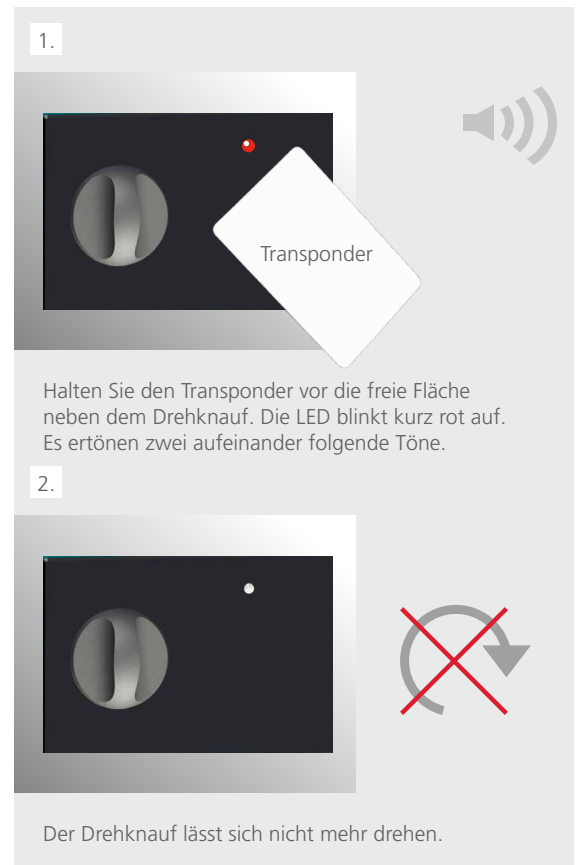 1.
Transponder
Halten Sie den Transponder vor die freie Fläche
neben dem Drehknauf. Die LED blinkt kurz rot auf.
Es ertönen zwei aufeinander folgende Töne.
2.
Der Drehknauf lässt sich nicht mehr drehen.